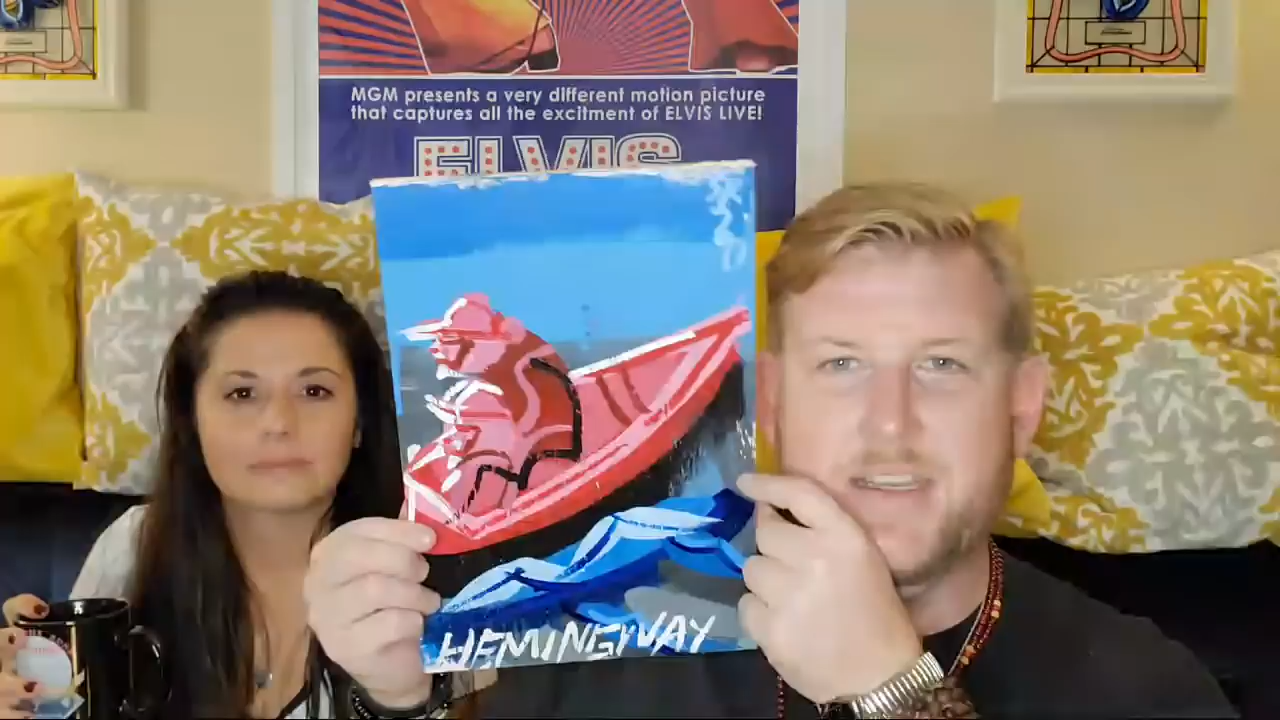 MGM presents a very different motion picture
that captures all the excitment of ELVIS LIVE!
ELVIS
HEMINGWAY